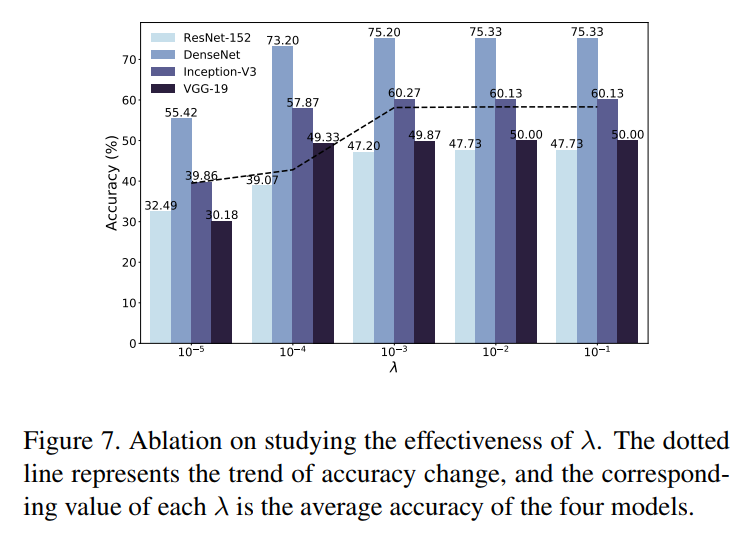 ResNet-152
DenseNet
Inception-V3
VGG-19
Accuracy (%)
70
60
50
40
30
20
10
0
32.49
55.42
39.86
30.18
39.07
73.20
57.87
49.33
47.20
75.20
60.27
49.87
47.73
75.33
60.13
50.00
47.73
75.33
60.13
50.00
10⁻⁵ 10⁻⁴ 10⁻³ 10⁻² 10⁻¹
λ
Figure 7. Ablation on studying the effectiveness of λ. The dotted
line represents the trend of accuracy change, and the correspond-
ing value of each λ is the average accuracy of the four models.